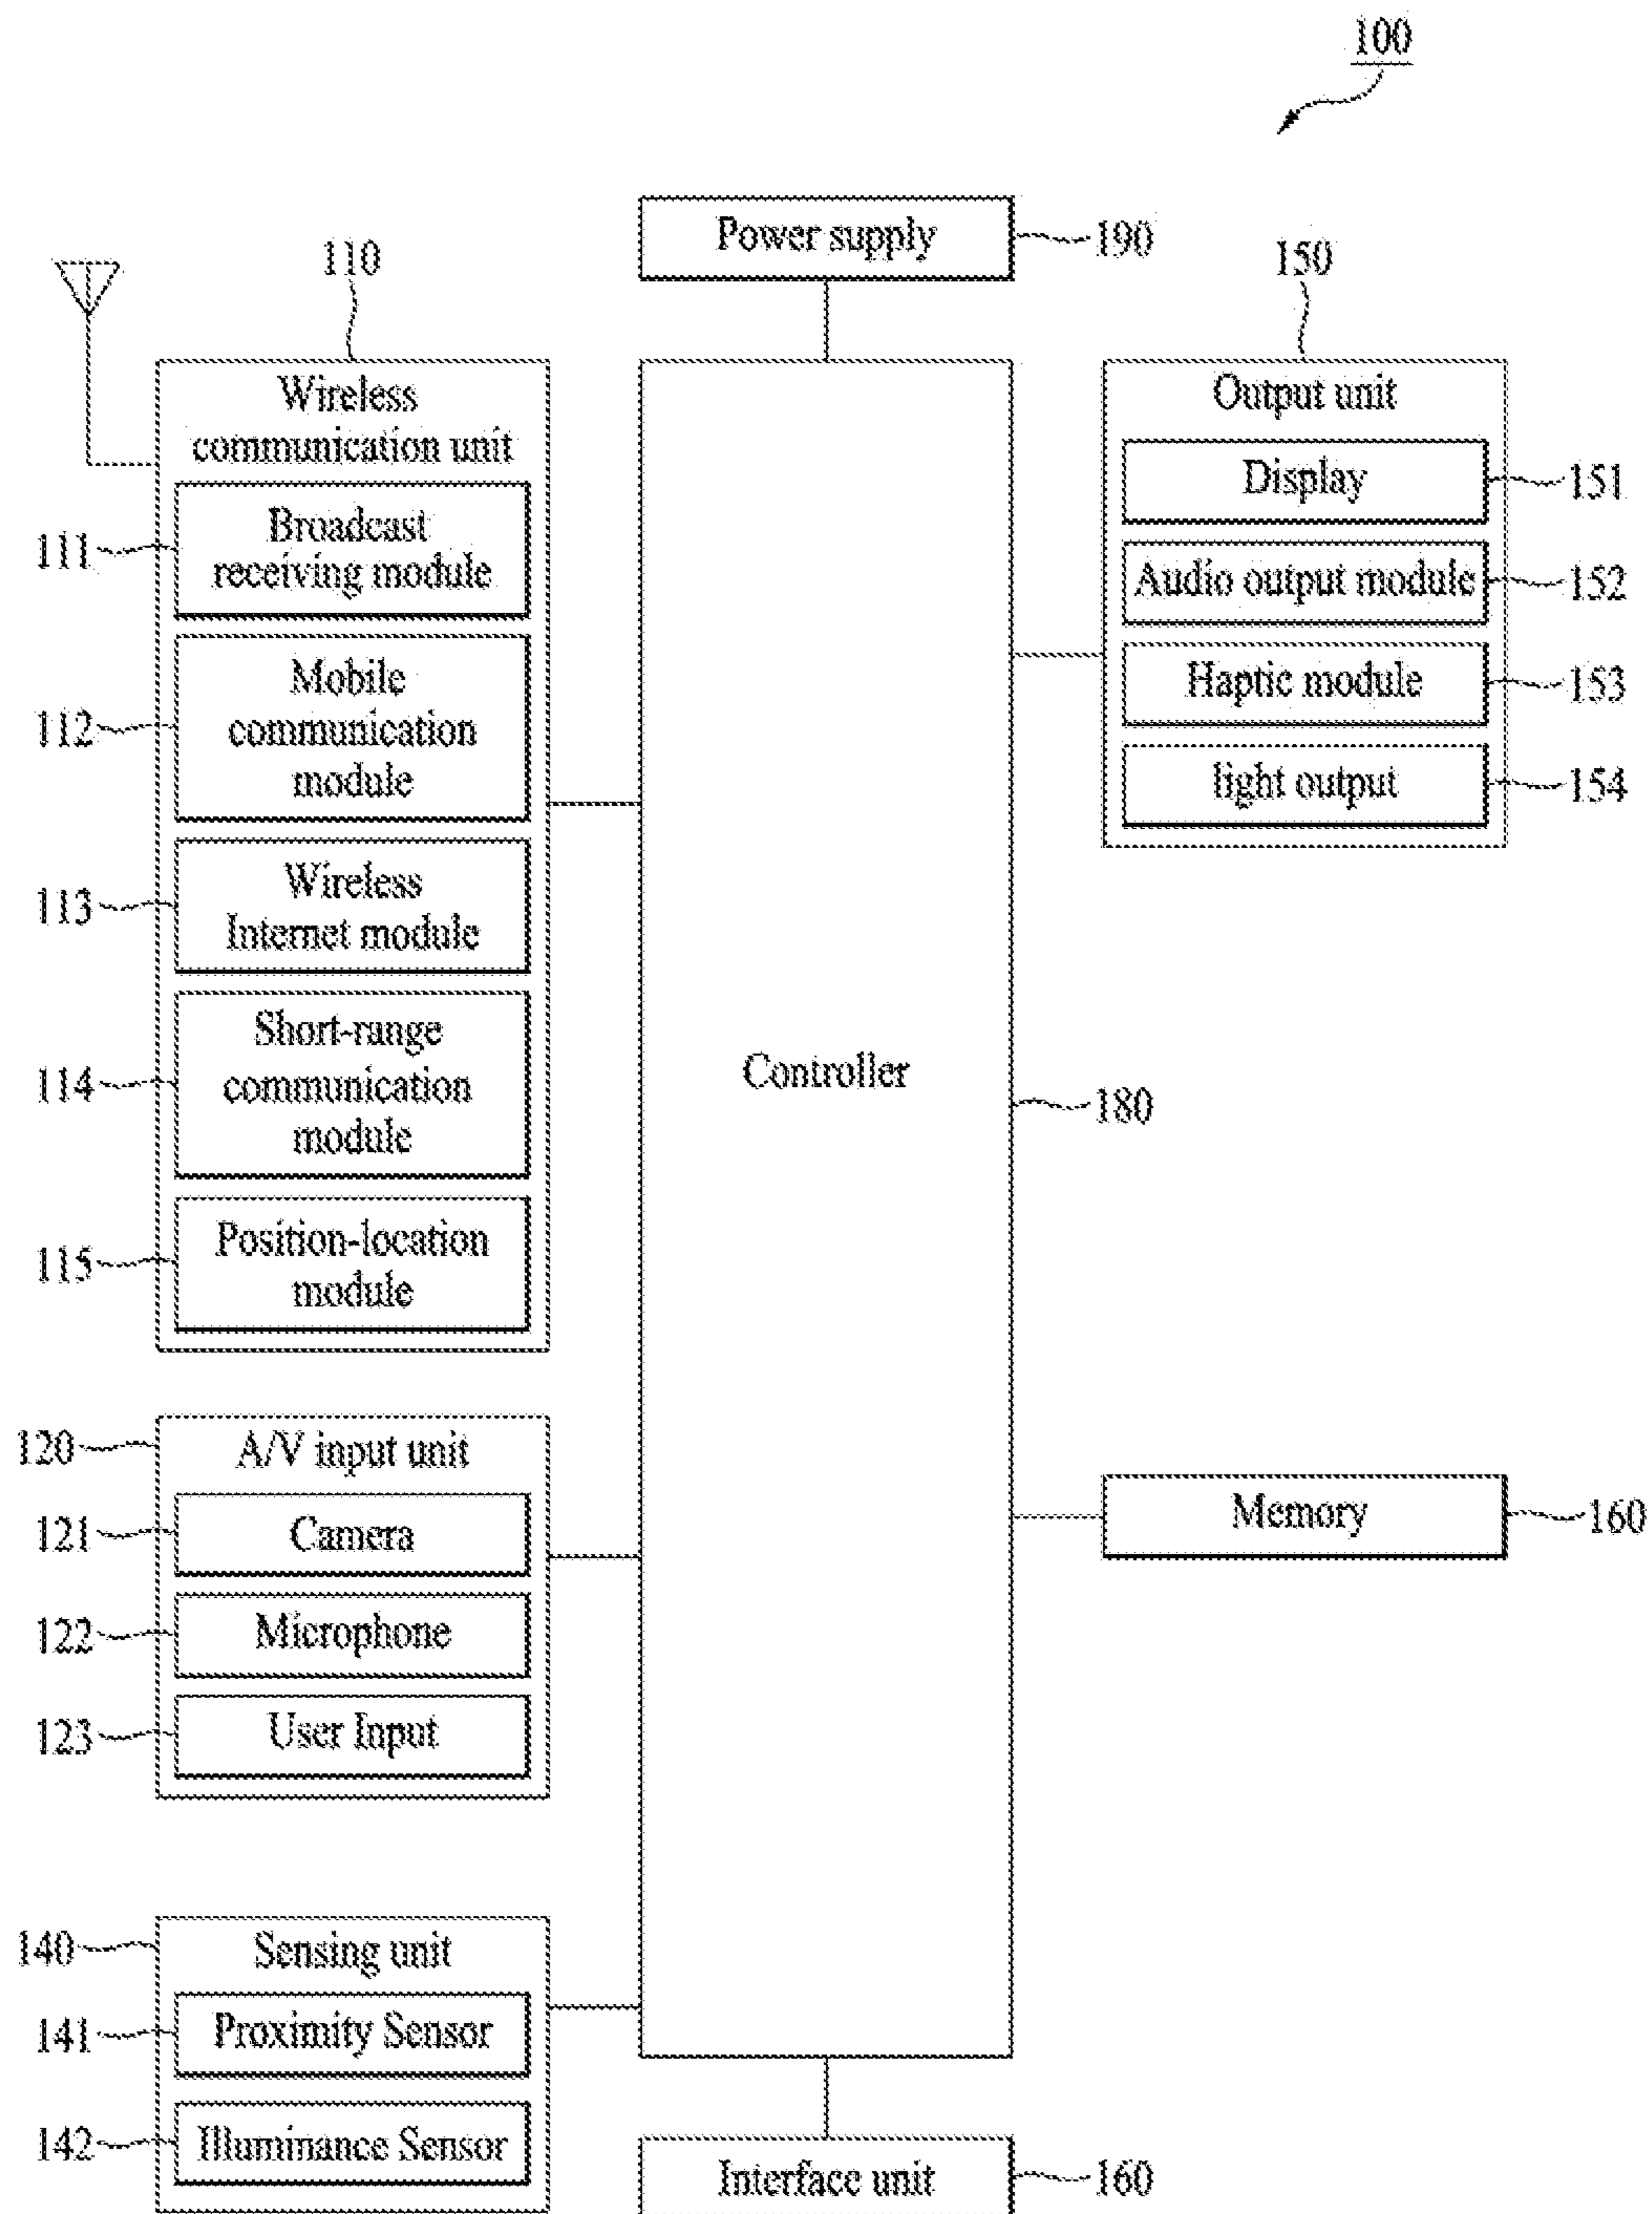 100
Power supply
190
110
Wireless
communication unit
111
Broadcast
receiving module
112
Mobile
communication
module
113
Wireless
Internet module
114
Short-range
communication
module
115
Position-location
module
120
A/V input unit
121
Camera
122
Microphone
123
User Input
140
Sensing unit
141
Proximity Sensor
142
Illuminance Sensor
Controller
180
150
Output unit
Display
151
Audio output module
152
Haptic module
153
light output
154
Memory
160
Interface unit
160